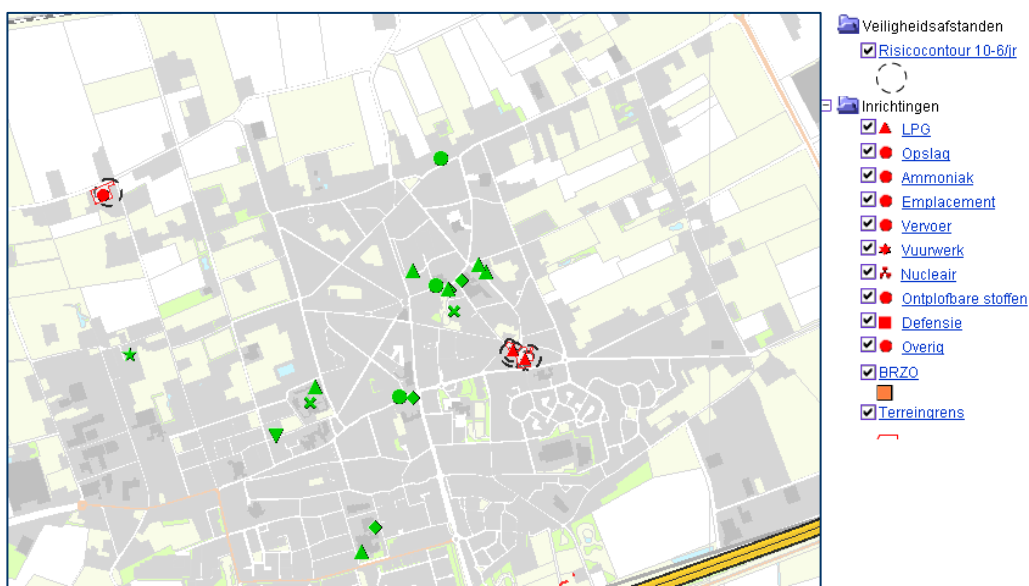 Veiligheidsafstanden
Risicocontour 10-6/jr
Inrichtingen
LPG
Opslag
Ammoniak
Emplacement
Vervoer
Vuurwerk
Nucleair
Ontplofbare stoffen
Defensie
Overig
BRZO
Terreingrens